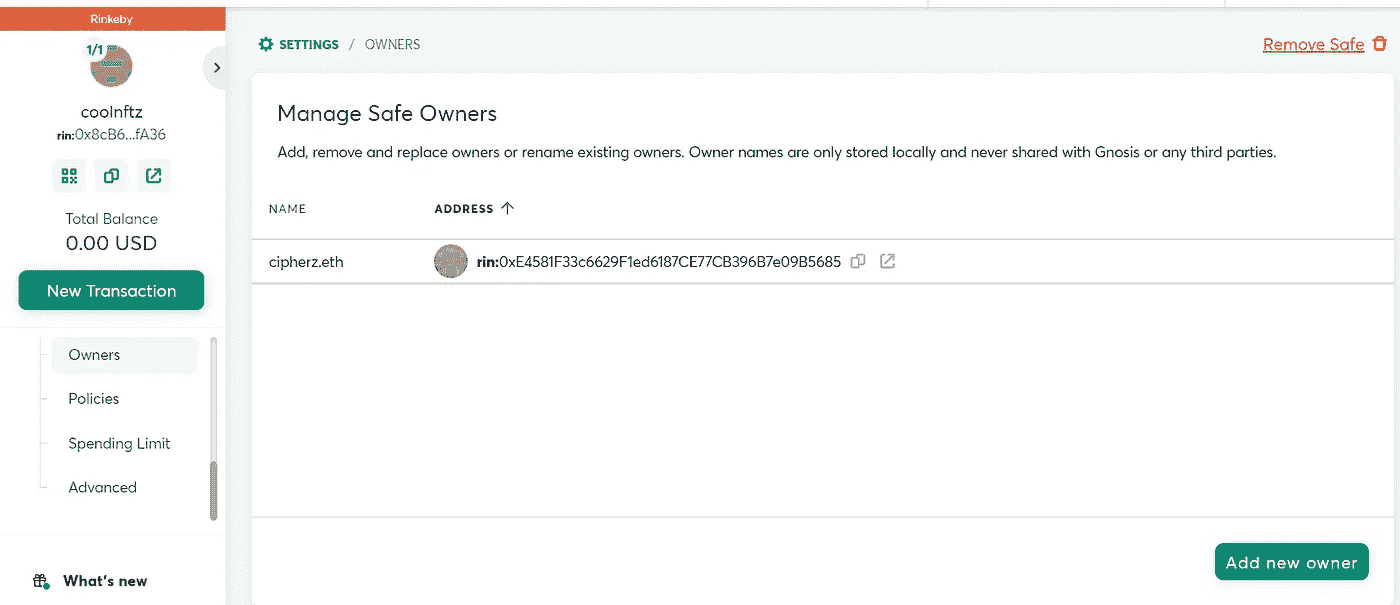 Rinkeby
1/1
coolnftz
rin:0x8cB6...fA36
Total Balance
0.00 USD
New Transaction
Owners
Policies
Spending Limit
Advanced
What's new
SETTINGS / OWNERS
Remove Safe
Manage Safe Owners
Add, remove and replace owners or rename existing owners. Owner names are only stored locally and never shared with Gnosis or any third parties.
NAME ADDRESS
cipherz.eth rin:0xE4581F33c6629F1ed6187CE77CB396B7e09B5685
Add new owner